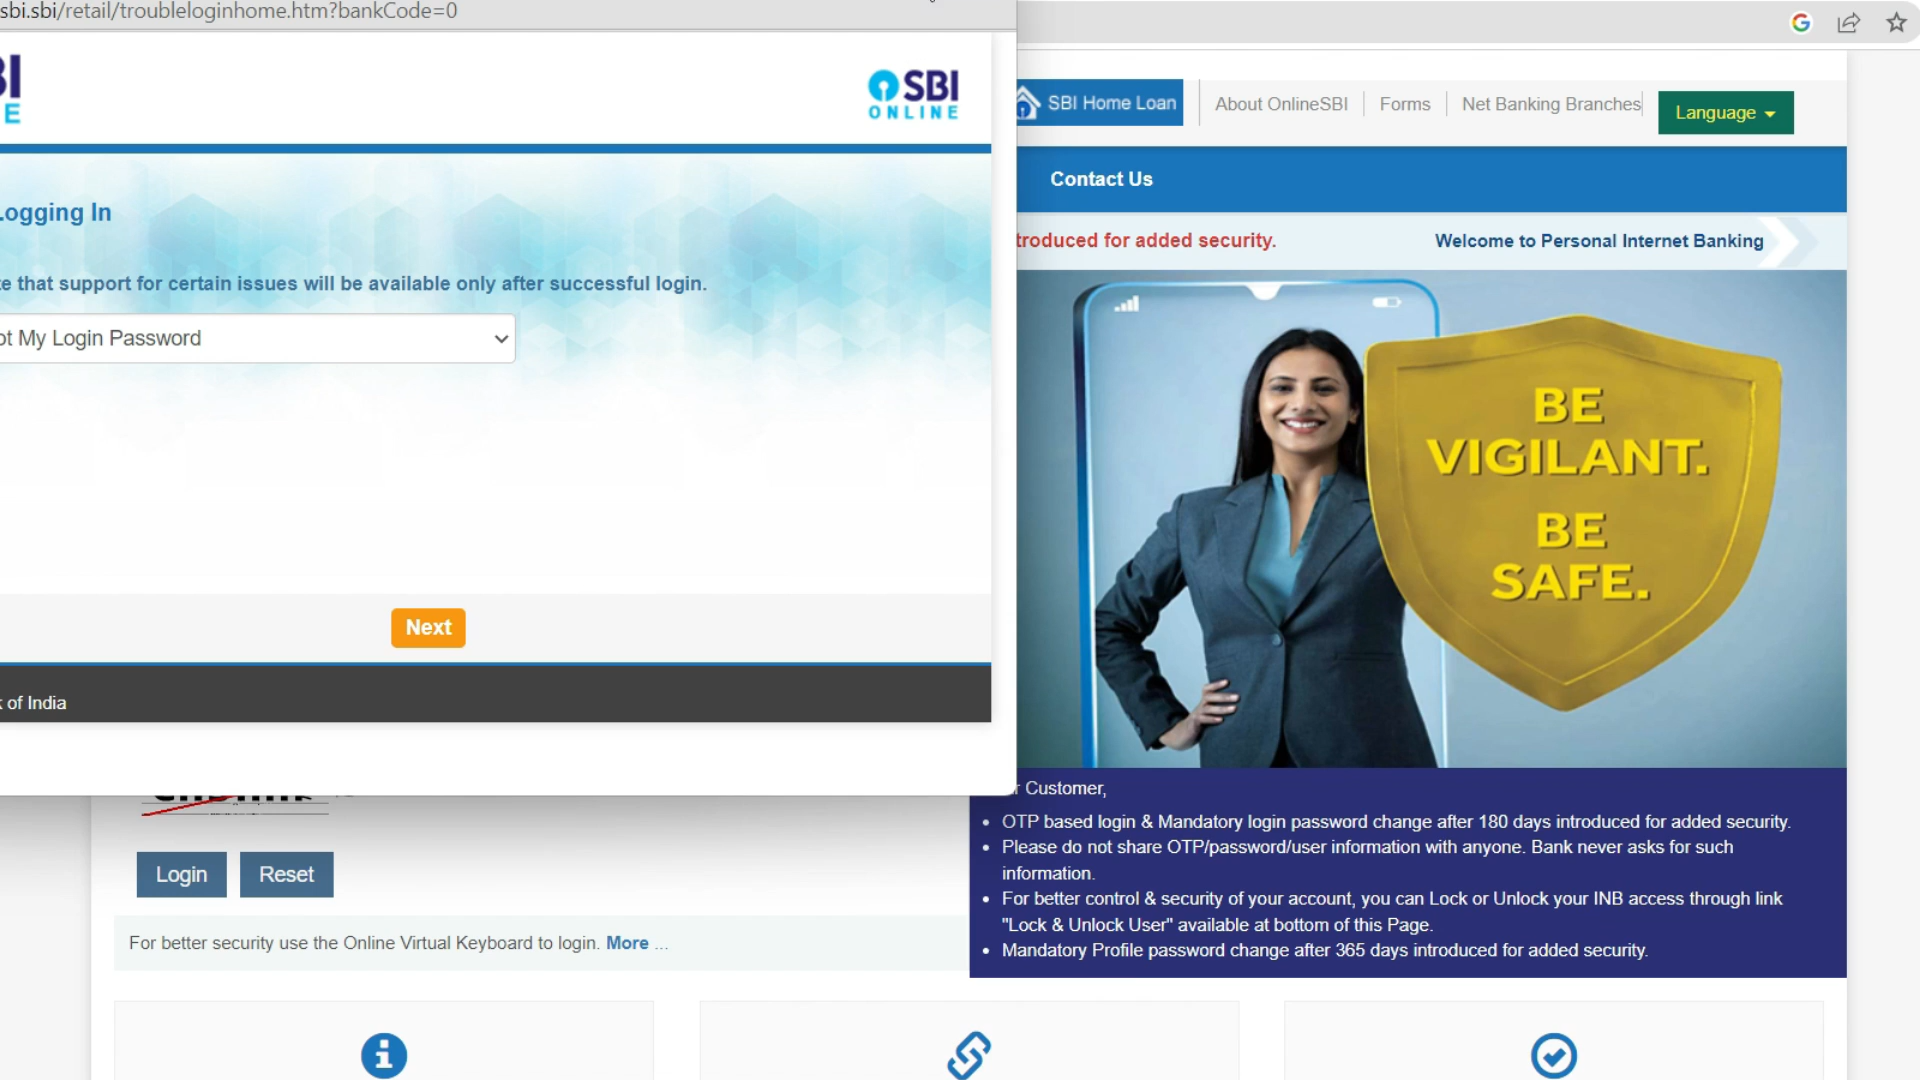 sbi.sbi/retail/troubleloginhome.htm?bankCode=0
SBI
ONLINE
SBI Home Loan
About OnlineSBI
Forms
Net Banking Branches
Language
Contact Us
ogging In
troduced for added security.
Welcome to Personal Internet Banking
e that support for certain issues will be available only after successful login.
ot My Login Password
BE
VIGILANT.
BE
SAFE.
Next
of India
r Customer,
OTP based login & Mandatory login password change after 180 days introduced for added security.
Please do not share OTP/password/user information with anyone. Bank never asks for such
information.
For better control & security of your account, you can Lock or Unlock your INB access through link
"Lock & Unlock User" available at bottom of this Page.
Mandatory Profile password change after 365 days introduced for added security.
Login
Reset
For better security use the Online Virtual Keyboard to login. More ...